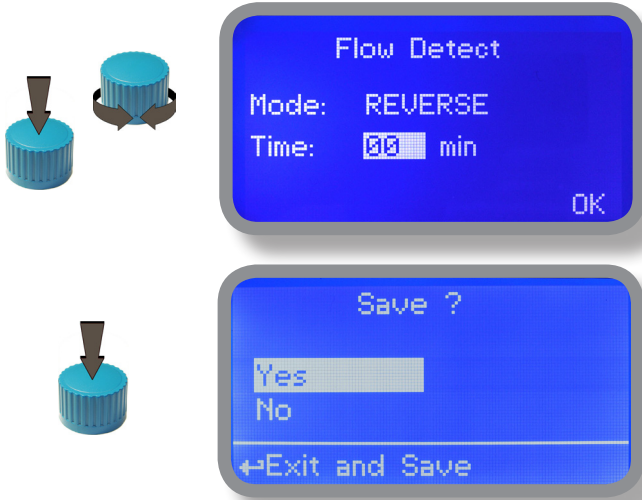 Flow Detect
Mode: REVERSE
Time: 00 min
OK
Save ?
Yes
No
↵Exit and Save